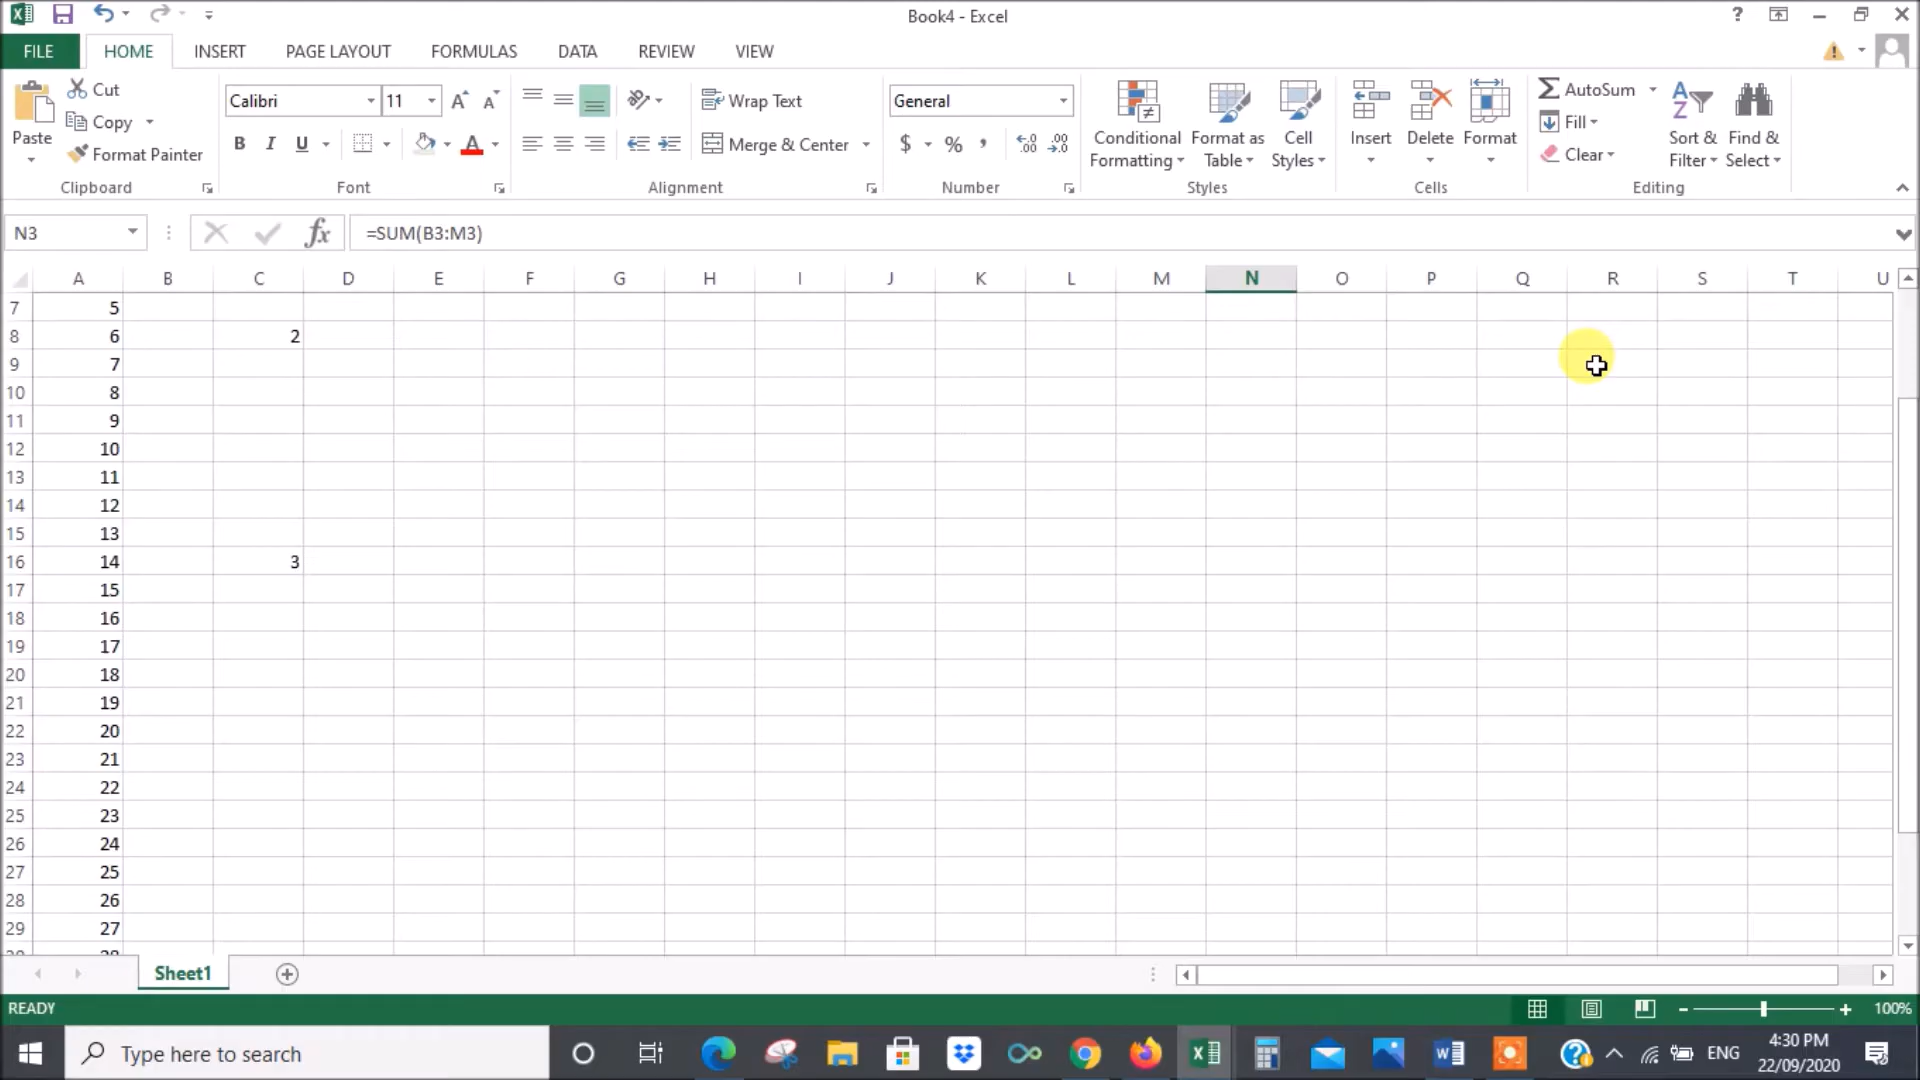 Book4 - Excel
?
FILE HOME INSERT PAGE LAYOUT FORMULAS DATA REVIEW VIEW
Paste
Cut
Copy
Format Painter
Clipboard
Calibri 11
B I U
Font
Wrap Text
Merge & Center
Alignment
General
$ % ,
Number
Conditional Formatting
Format as Table
Cell Styles
Styles
Insert Delete Format
Cells
AutoSum
Fill
Clear
Sort & Filter
Find & Select
Editing
N3 fx =SUM(B3:M3)
A B C D E F G H I J K L M N O P Q R S T U
7 5
8 6 2
9 7
10 8
11 9
12 10
13 11
14 12
15 13
16 14 3
17 15
18 16
19 17
20 18
21 19
22 20
23 21
24 22
25 23
26 24
27 25
28 26
29 27
Sheet1
READY 100%
Type here to search
ENG
4:30 PM
22/09/2020